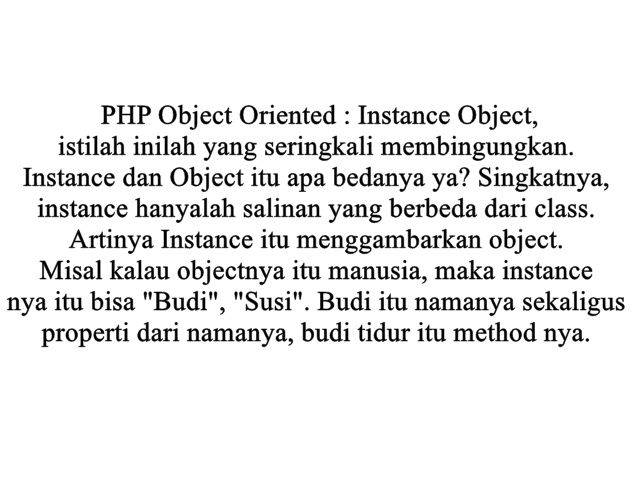 PHP Object Oriented : Instance Object,
istilah inilah yang seringkali membingungkan.
Instance dan Object itu apa bedanya ya? Singkatnya,
instance hanyalah salinan yang berbeda dari class.
Artinya Instance itu menggambarkan object.
Misal kalau objectnya itu manusia, maka instance
nya itu bisa "Budi", "Susi". Budi itu namanya sekaligus
properti dari namanya, budi tidur itu method nya.